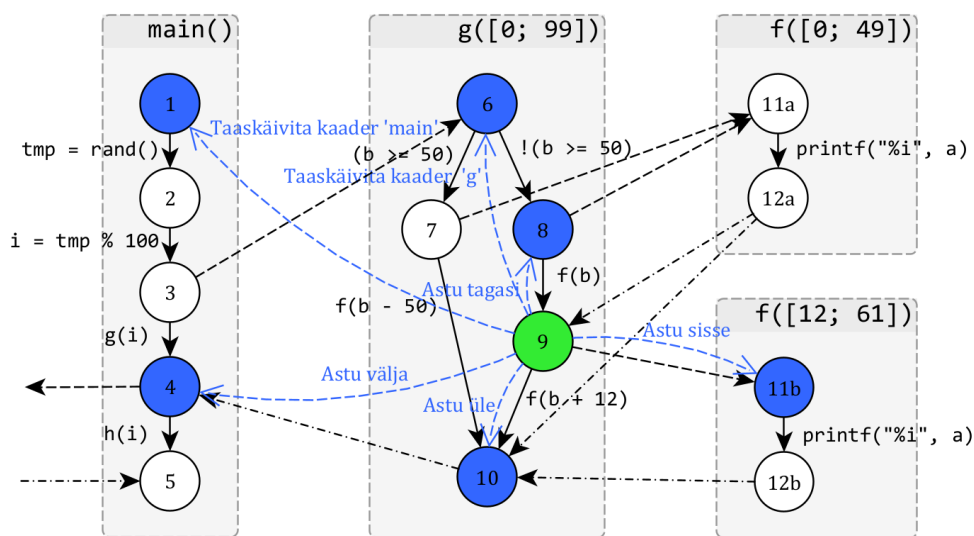 main()
g([0; 99])
f([0; 49])
1
6
11a
Taaskäivita kaader 'main'
tmp = rand()
(b >= 50)
!(b >= 50)
printf("%i", a)
Taaskäivita kaader 'g'
2
7
8
12a
i = tmp % 100
3
Astu tagasi
f(b)
f(b - 50)
g(i)
9
Astu sisse
f([12; 61])
4
Astu välja
Astu üle
f(b + 12)
11b
h(i)
printf("%i", a)
5
10
12b